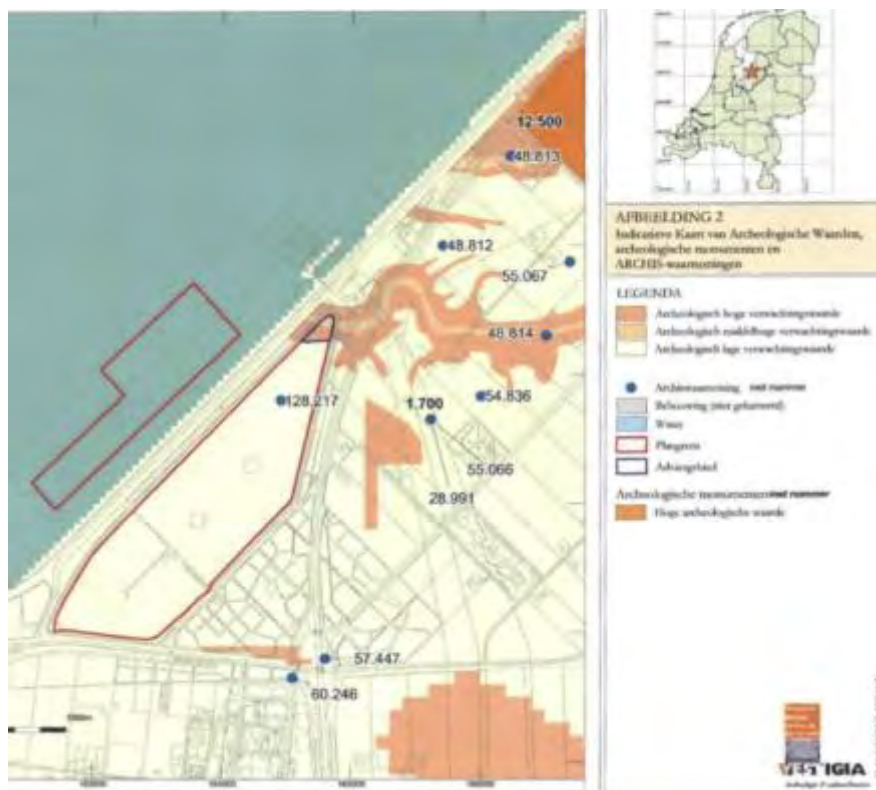 12.500
48.813
48.812
55.067
48.814
128.217
1.700
54.836
55.066
28.991
57.447
60.246
AFBEELDING 2
Indicatieve Kaart van Archeologische Waarden,
archeologische monumenten en
ARCHIS-waarnemingen
LEGENDA
Archeologisch hoge verwachtingswaarde
Archeologisch middelhoge verwachtingswaarde
Archeologisch lage verwachtingswaarde
Archiswaarneming met nummer
Bebouwing (niet gekarteerd)
Water
Plangrens
Adviesgebied
Archeologische monumenten met nummer
Hoge archeologische waarde